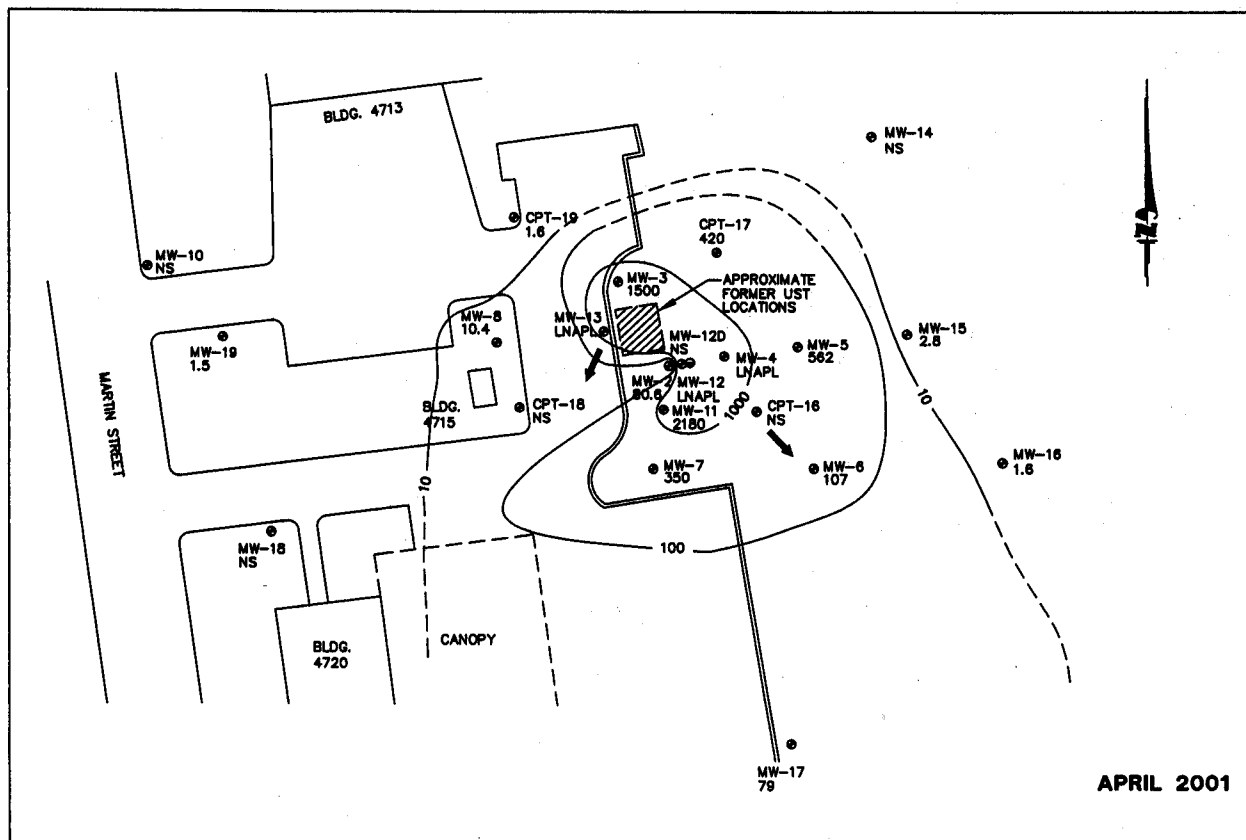 BLDG. 4713
MW-14
NS
CPT-19
1.6
CPT-17
420
MW-10
NS
MW-3
1500
APPROXIMATE
FORMER UST
LOCATIONS
MW-8
10.4
MW-13
LNAPL
MW-12D
NS
MW-15
2.8
MW-19
1.5
MW-5
562
MW-4
LNAPL
MW-2
MW-12
LNAPL
MARTIN STREET
BLDG.
4715
CPT-18
NS
MW-11
2180
1000
CPT-16
NS
10
10
MW-7
350
MW-6
107
MW-16
1.6
MW-18
NS
100
BLDG.
4720
CANOPY
MW-17
79
APRIL 2001